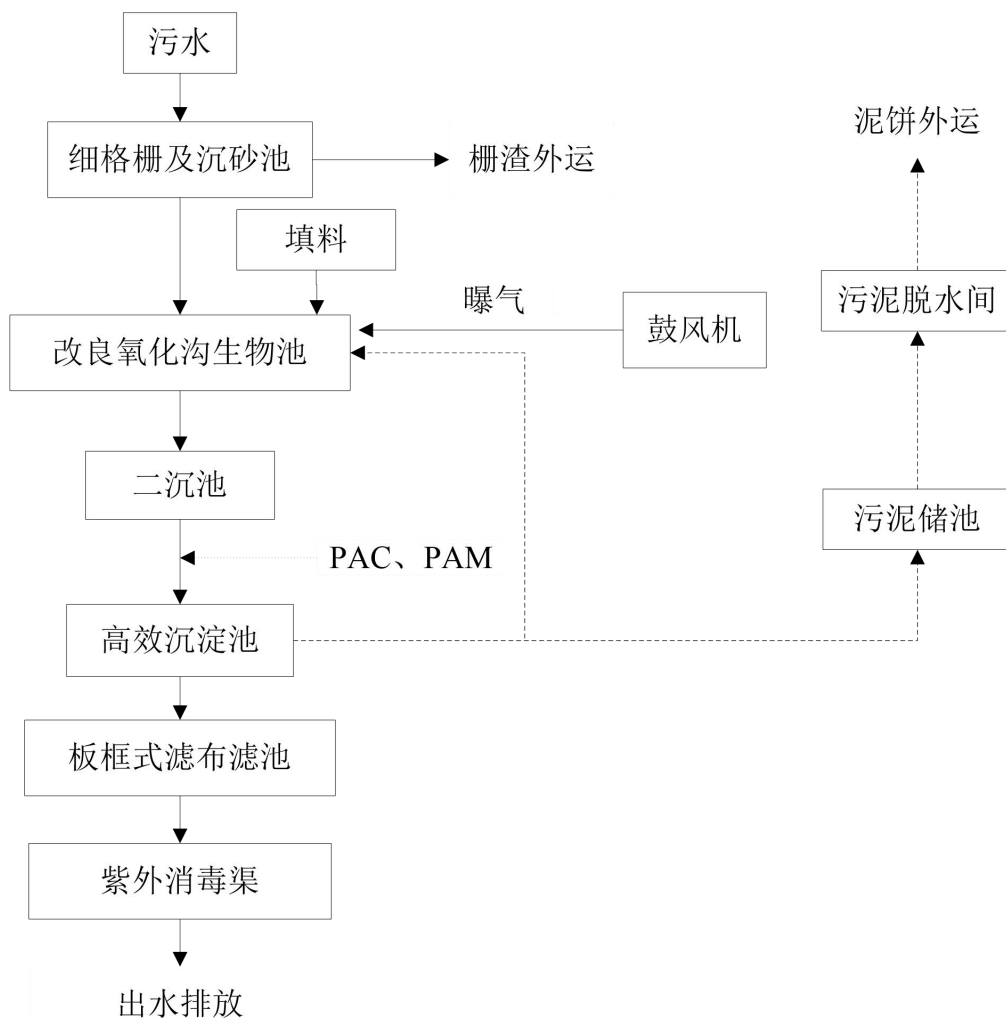 污水
泥饼外运
细格栅及沉砂池
栅渣外运
填料
曝气
鼓风机
污泥脱水间
改良氧化沟生物池
二沉池
污泥储池
PAC、PAM
高效沉淀池
板框式滤布滤池
紫外消毒渠
出水排放